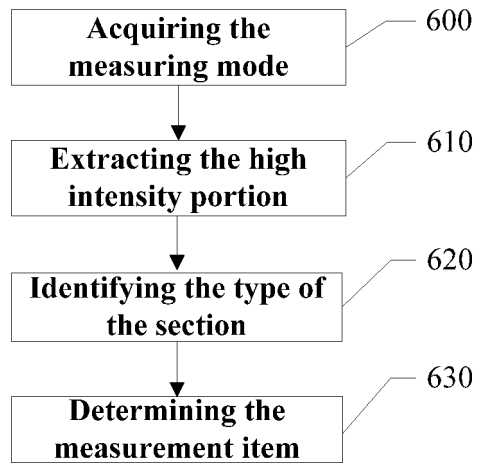 Acquiring the
measuring mode
600
Extracting the high
intensity portion
610
Identifying the type of
the section
620
Determining the
measurement item
630